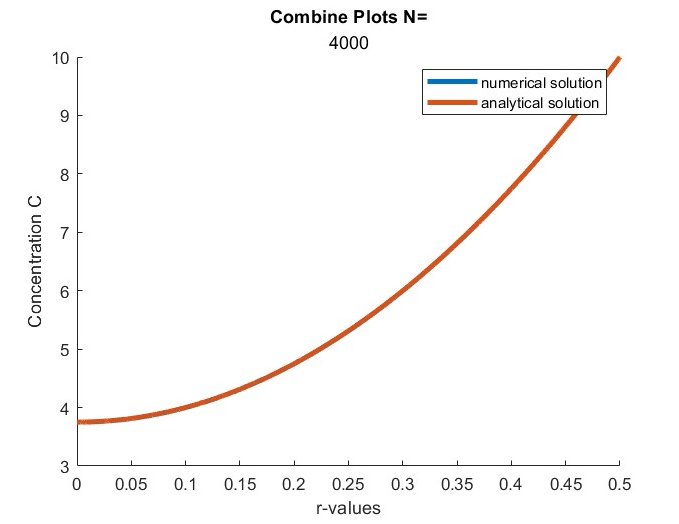 Combine Plots N=
4000
numerical solution
analytical solution
10
9
8
7
6
5
4
3
Concentration C
0 0.05 0.1 0.15 0.2 0.25 0.3 0.35 0.4 0.45 0.5
r-values